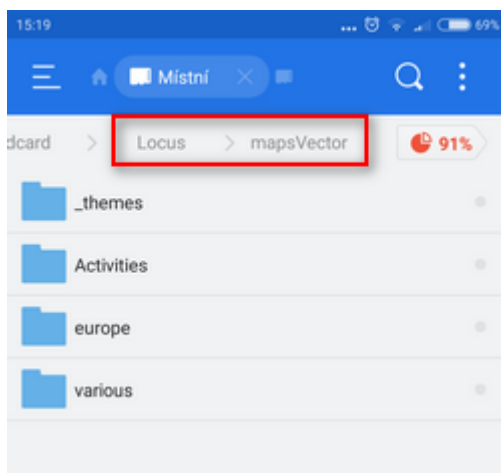 15:19 ... 69%
Místní
dcard > Locus > mapsVector 91%
_themes
Activities
europe
various